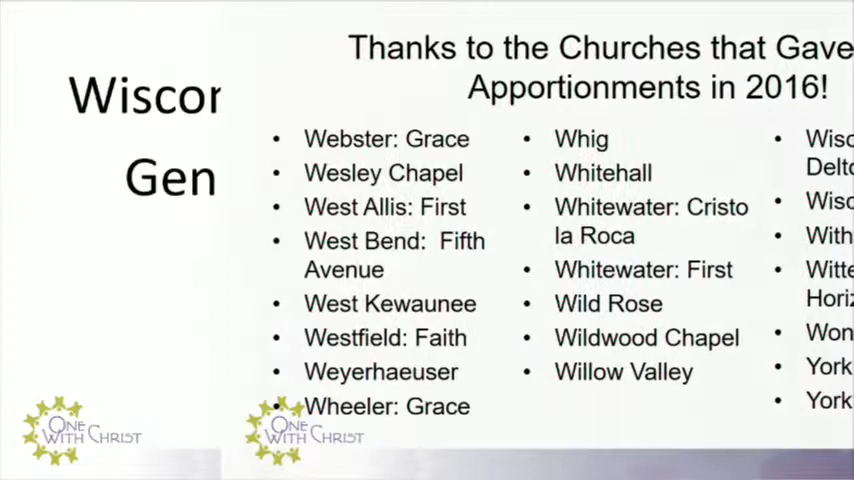 Wiscon
Gen
Thanks to the Churches that Gave
Apportionments in 2016!
• Webster: Grace
• Wesley Chapel
• West Allis: First
• West Bend: Fifth
Avenue
• West Kewaunee
• Westfield: Faith
• Weyerhaeuser
• Wheeler: Grace
• Whig
• Whitehall
• Whitewater: Cristo
la Roca
• Whitewater: First
• Wild Rose
• Wildwood Chapel
• Willow Valley
• Wisc
Delto
• Wisc
• With
• Witte
Horiz
• Won
• York
• York
ONE
WITH CHRIST
ONE
WITH CHRIST